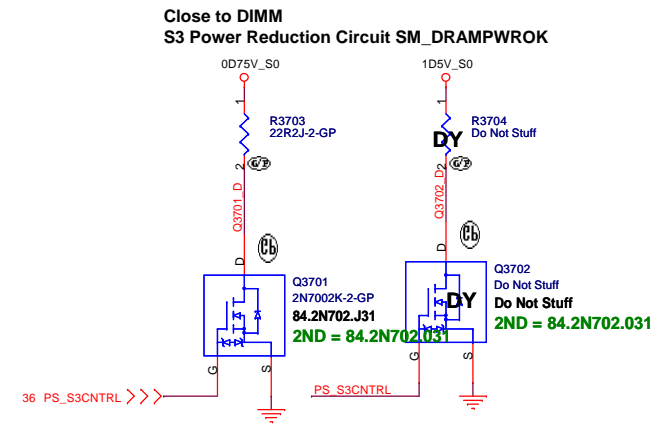 Close to DIMM
S3 Power Reduction Circuit SM_DRAMPWROK
0D75V_S0
1D5V_S0
1
1
R3703
22R2J-2-GP
R3704
Do Not Stuff
DY
2
G/P
2
G/P
Q3701_D
Q3702_D
D
D
Q3701
2N7002K-2-GP
84.2N702.J31
2ND = 84.2N702.031
Q3702
Do Not Stuff
DY
Do Not Stuff
2ND = 84.2N702.031
G
S
G
S
36 PS_S3CNTRL
PS_S3CNTRL